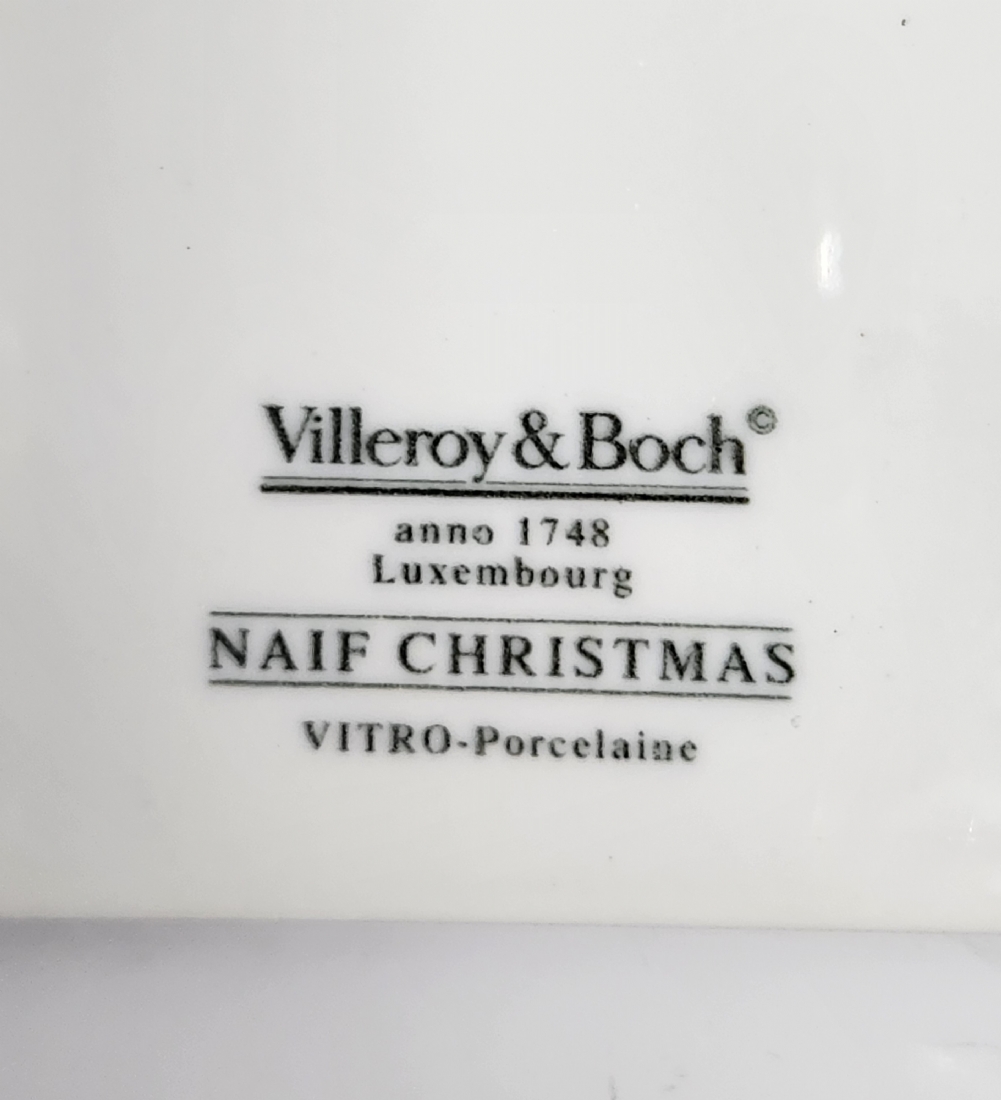 Villeroy & Boch©
anno 1748
Luxembourg
NAIF CHRISTMAS
VITRO-Porcelaine